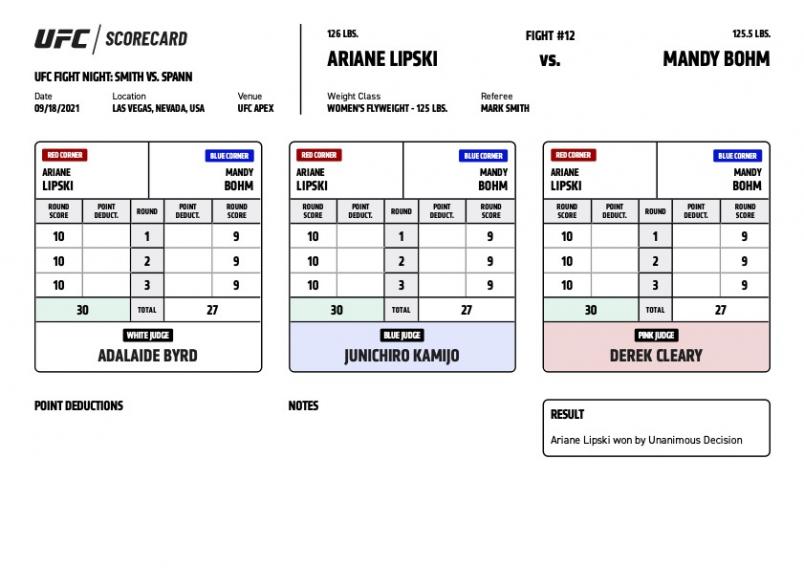 UFC / SCORECARD
UFC FIGHT NIGHT: SMITH VS. SPANN
Date Location Venue
09/18/2021 LAS VEGAS, NEVADA, USA UFC APEX
126 LBS. FIGHT #12 125.5 LBS.
ARIANE LIPSKI VS. MANDY BOHM
Weight Class Referee
WOMEN'S FLYWEIGHT - 125 LBS. MARK SMITH
RED CORNER BLUE CORNER
ARIANE MANDY
LIPSKI BOHM
ROUND POINT ROUND POINT ROUND
SCORE DEDUCT. DEDUCT. SCORE
10 1 9
10 2 9
10 3 9
30 TOTAL 27
WHITE JUDGE
ADALAIDE BYRD
RED CORNER BLUE CORNER
ARIANE MANDY
LIPSKI BOHM
ROUND POINT ROUND POINT ROUND
SCORE DEDUCT. DEDUCT. SCORE
10 1 9
10 2 9
10 3 9
30 TOTAL 27
BLUE JUDGE
JUNICHIRO KAMIJO
RED CORNER BLUE CORNER
ARIANE MANDY
LIPSKI BOHM
ROUND POINT ROUND POINT ROUND
SCORE DEDUCT. DEDUCT. SCORE
10 1 9
10 2 9
10 3 9
30 TOTAL 27
PINK JUDGE
DEREK CLEARY
POINT DEDUCTIONS
NOTES
RESULT
Ariane Lipski won by Unanimous Decision